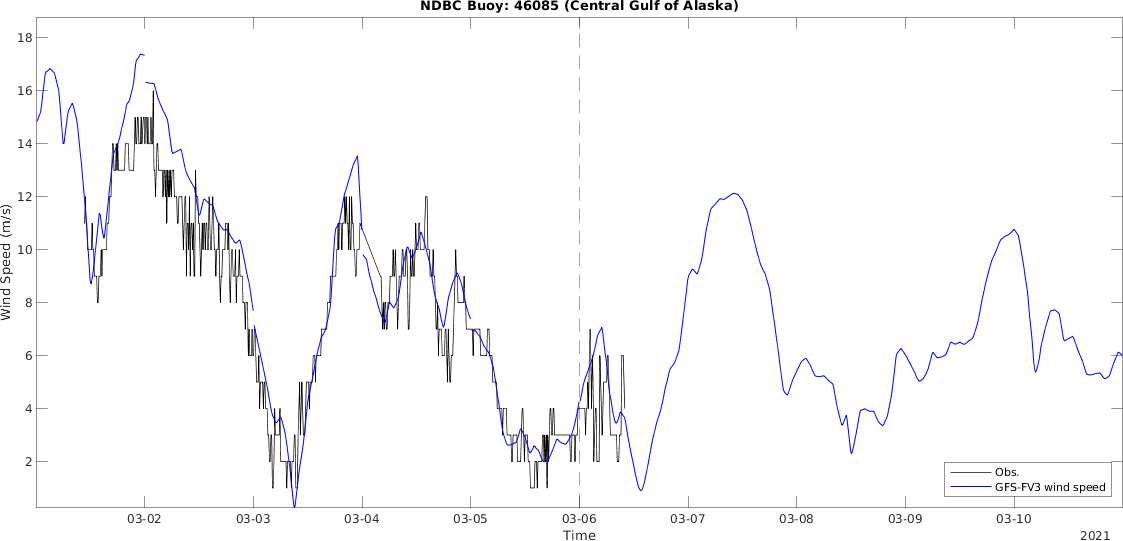 NDBC Buoy: 46085 (Central Gulf of Alaska)
18
16
14
12
10
8
6
4
2
Wind Speed (m/s)
03-02 03-03 03-04 03-05 03-06 03-07 03-08 03-09 03-10
Time
2021
Obs.
GFS-FV3 wind speed